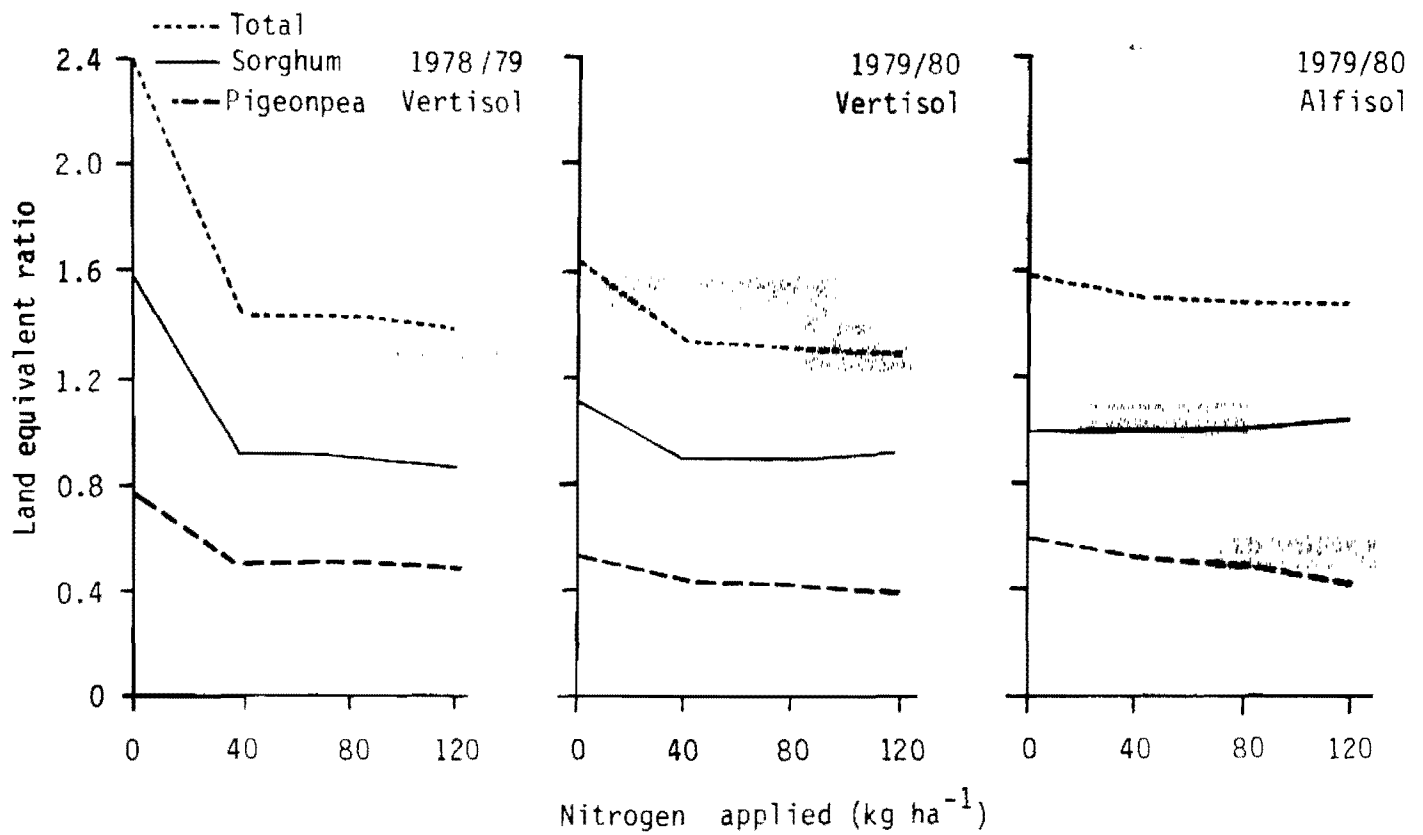 Total
Sorghum
Pigeonpea
1978/79
Vertisol
1979/80
Vertisol
1979/80
Alfisol
Land equivalent ratio
2.4
2.0
1.6
1.2
0.8
0.4
0
0 40 80 120
0 40 80 120
0 40 80 120
Nitrogen applied (kg ha⁻¹)